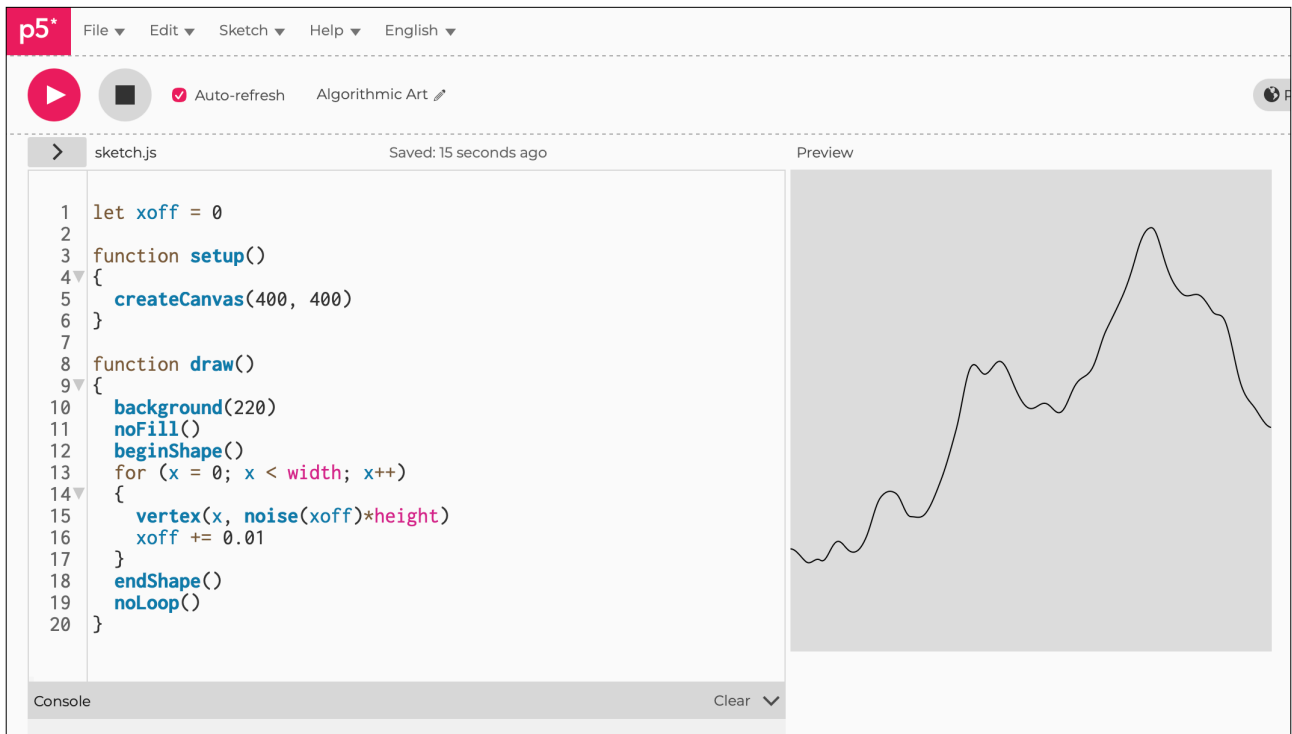 p5* File Edit Sketch Help English
Auto-refresh Algorithmic Art
sketch.js Saved: 15 seconds ago Preview
1 let xoff = 0
2
3 function setup()
4 {
5   createCanvas(400, 400)
6 }
7
8 function draw()
9 {
10   background(220)
11   noFill()
12   beginShape()
13   for (x = 0; x < width; x++)
14   {
15     vertex(x, noise(xoff)*height)
16     xoff += 0.01
17   }
18   endShape()
19   noLoop()
20 }
Console Clear